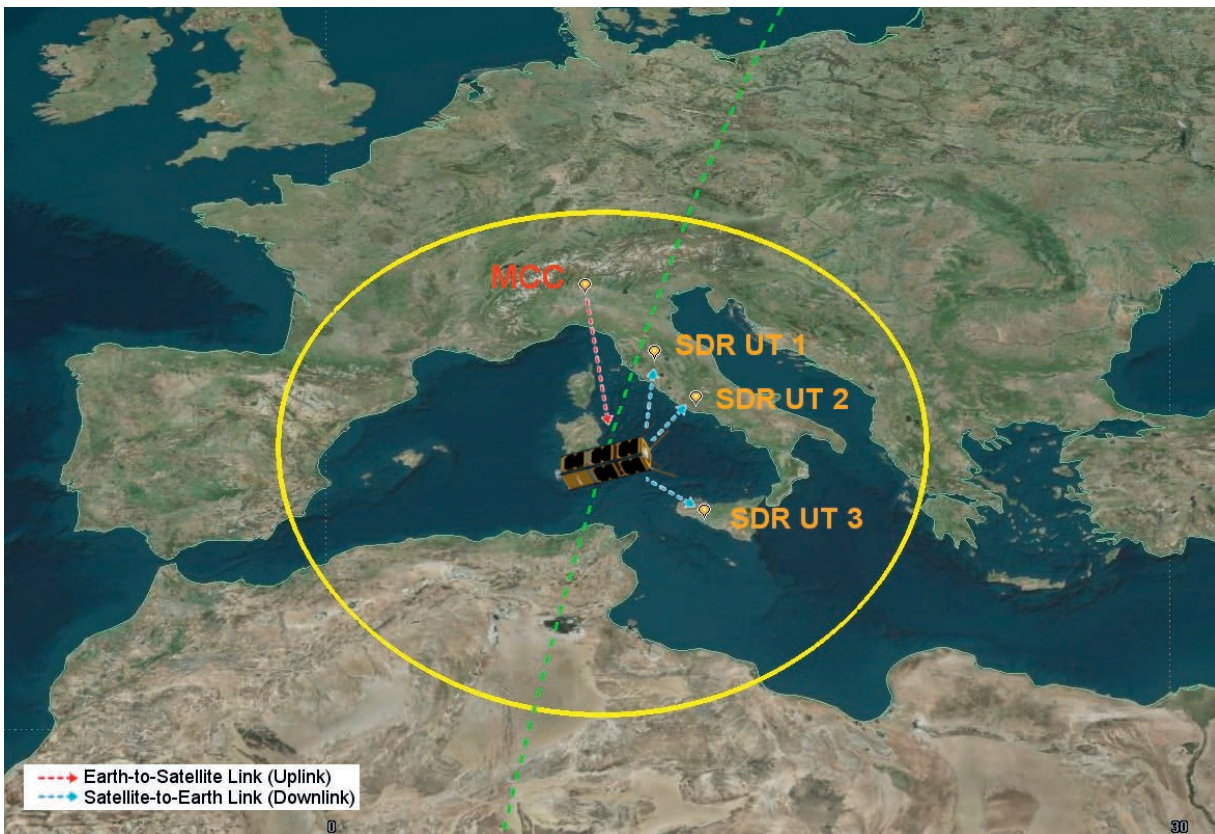 MCC
SDR UT 1
SDR UT 2
SDR UT 3
Earth-to-Satellite Link (Uplink)
Satellite-to-Earth Link (Downlink)
0
30